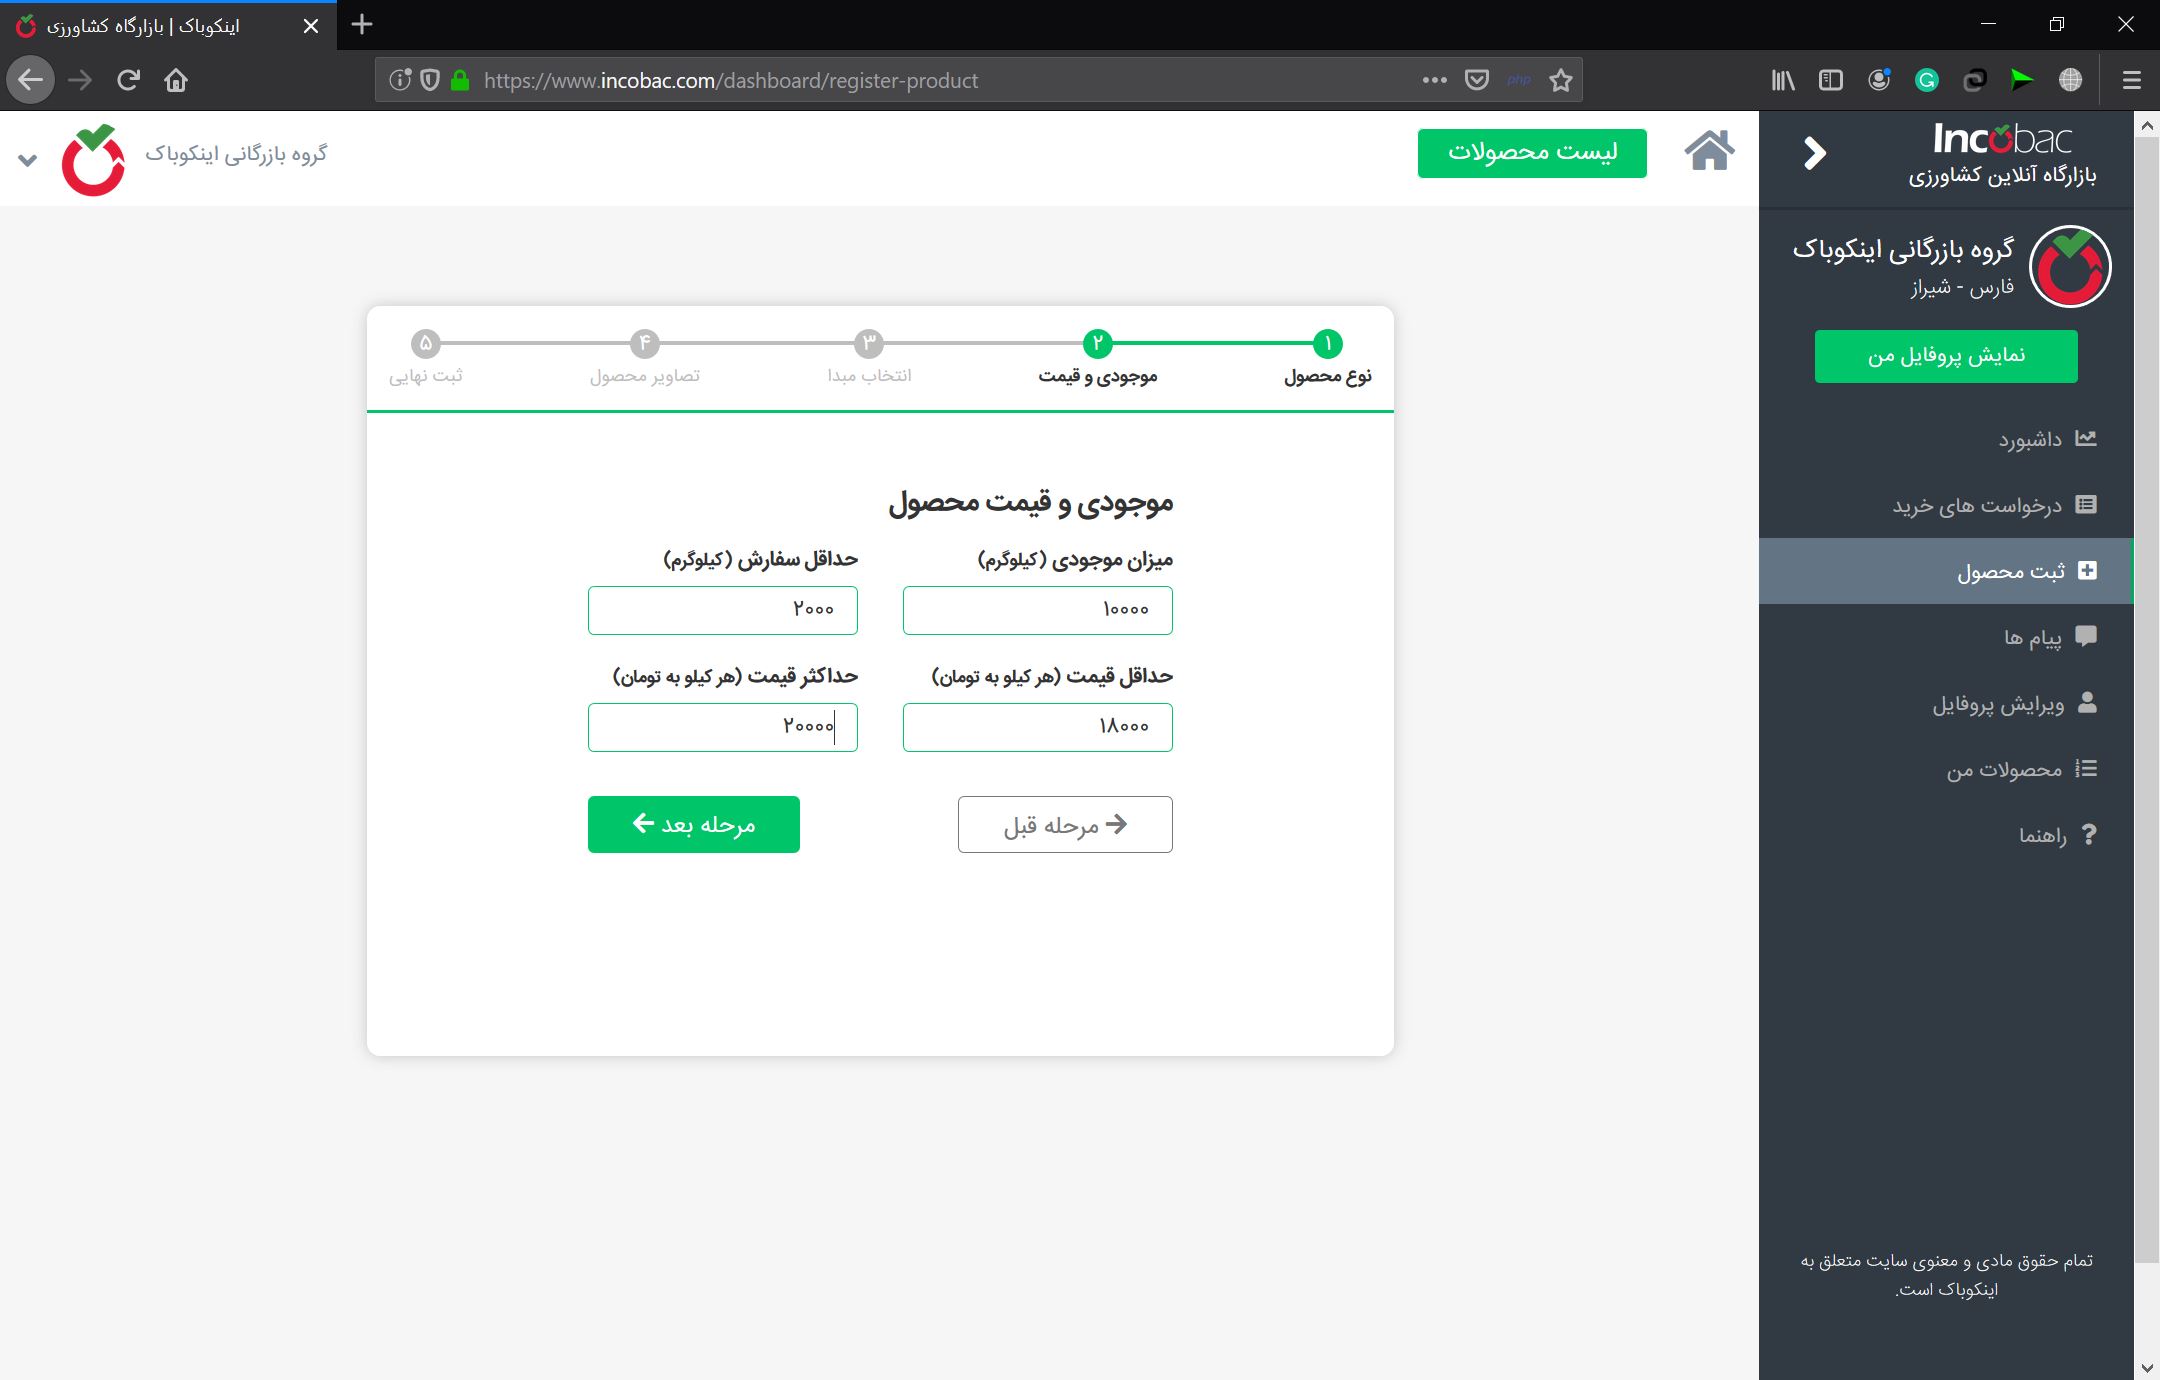 اینکوباک | بازارگاه کشاورزی
https://www.incobac.com/dashboard/register-product
php
Incobac
بازارگاه آنلاین کشاورزی
لیست محصولات
گروه بازرگانی اینکوباک
گروه بازرگانی اینکوباک
فارس - شیراز
نمایش پروفایل من
داشبورد
درخواست های خرید
ثبت محصول
پیام ها
ویرایش پروفایل
محصولات من
راهنما
تمام حقوق مادی و معنوی سایت متعلق به
اینکوباک است.
۱ ۲ ۳ ۴ ۵
نوع محصول موجودی و قیمت انتخاب مبدا تصاویر محصول ثبت نهایی
موجودی و قیمت محصول
میزان موجودی (کیلوگرم) حداقل سفارش (کیلوگرم)
۱۰۰۰۰ ۲۰۰۰
حداقل قیمت (هر کیلو به تومان) حداکثر قیمت (هر کیلو به تومان)
۱۸۰۰۰ ۲۰۰۰۰
مرحله قبل مرحله بعد